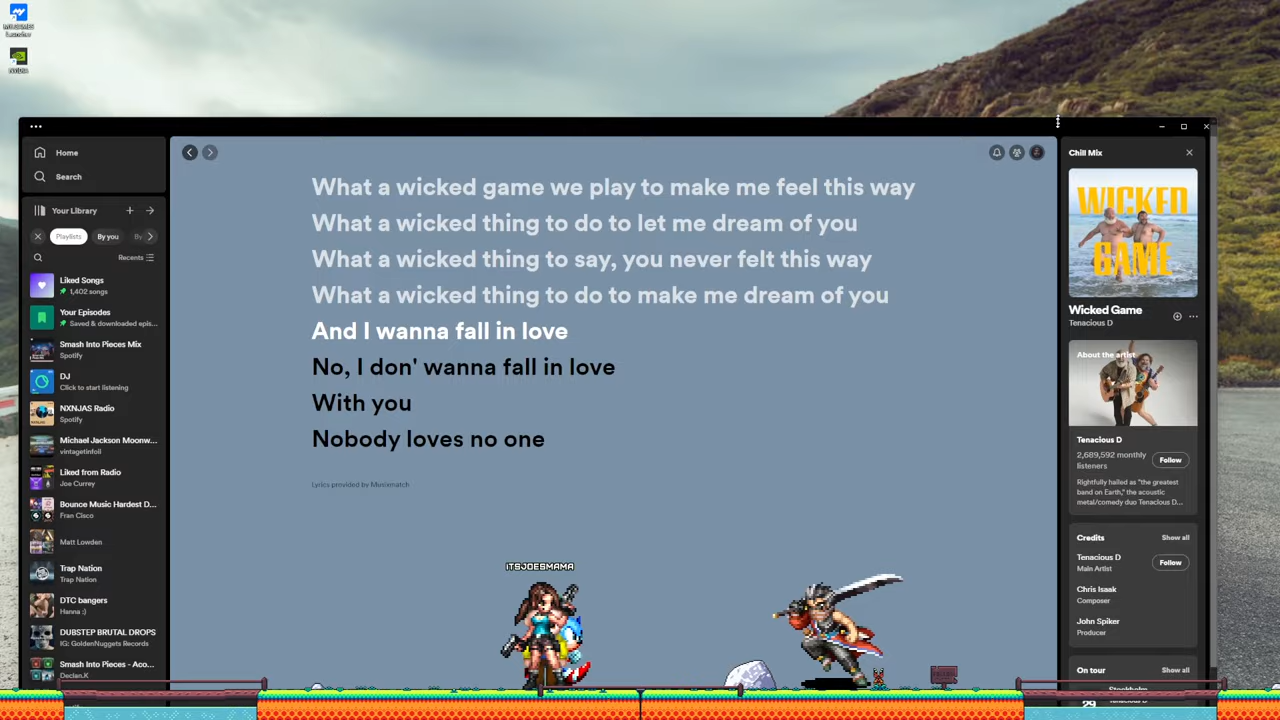 MY.GAMES
Launcher
NVIDIA
Home
Search
Your Library
Playlists
By you
By
Recents
Liked Songs
1,402 songs
Your Episodes
Saved & downloaded epis...
Smash Into Pieces Mix
Spotify
DJ
Click to start listening
NXNJAS Radio
Spotify
Michael Jackson Moonw...
vintagetinfoil
Liked from Radio
Joe Currey
Bounce Music Hardest D...
Fran Cisco
Matt Lowden
Trap Nation
Trap Nation
DTC bangers
Hanna :)
DUBSTEP BRUTAL DROPS
IG: GoldenNuggets Records
Smash Into Pieces - Aco...
Declan.K
What a wicked game we play to make me feel this way
What a wicked thing to do to let me dream of you
What a wicked thing to say, you never felt this way
What a wicked thing to do to make me dream of you
And I wanna fall in love
No, I don' wanna fall in love
With you
Nobody loves no one
Lyrics provided by Musixmatch
ITSJOESMAMA
Chill Mix
WICKED
GAME
Wicked Game
Tenacious D
About the artist
Tenacious D
2,689,592 monthly
listeners
Follow
Rightfully hailed as "the greatest
band on Earth," the acoustic
metal/comedy duo Tenacious D...
Credits
Show all
Tenacious D
Main Artist
Follow
Chris Isaak
Composer
John Spiker
Producer
On tour
Show all
Stockholm
29
Tenacious D